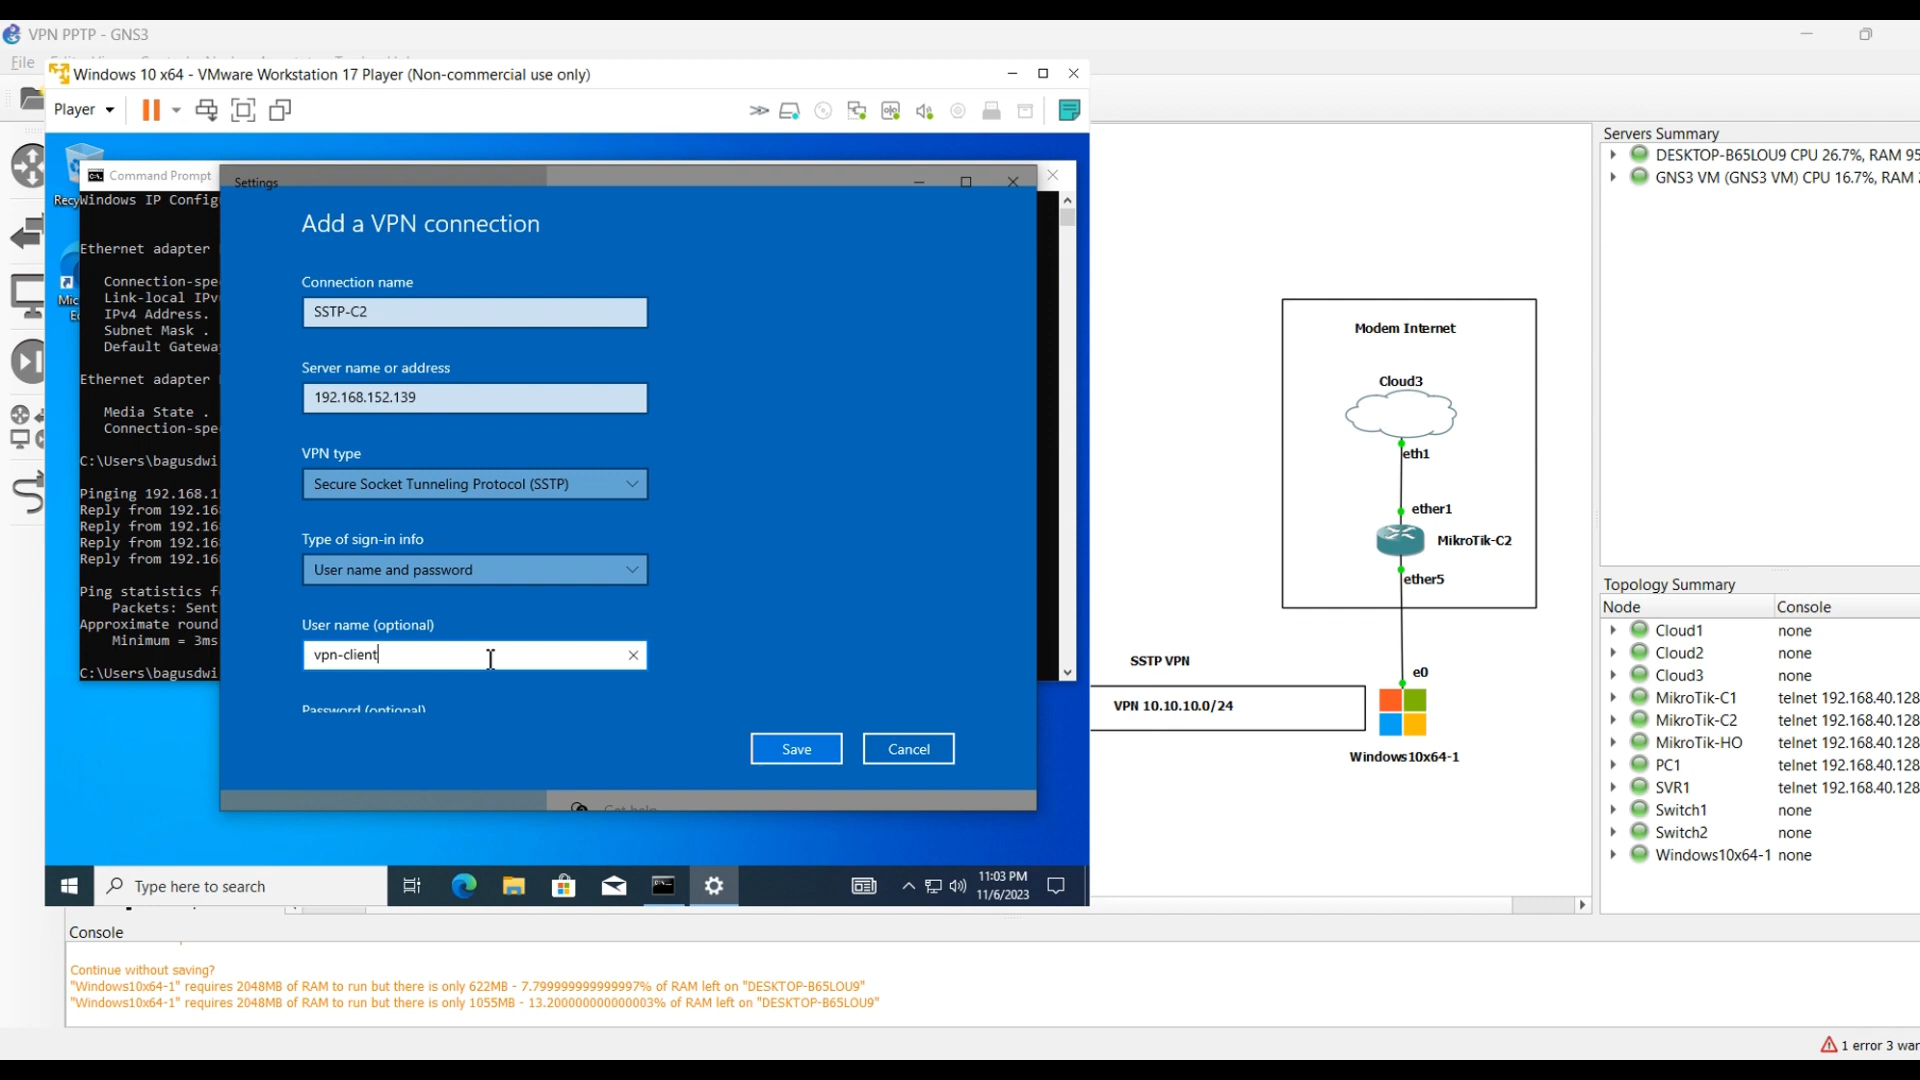 VPN PPTP - GNS3
File
Windows 10 x64 - VMware Workstation 17 Player (Non-commercial use only)
Player
Command Prompt
Settings
Windows IP Config
Ethernet adapter
Connection-spe
Link-local IPv
IPv4 Address.
Subnet Mask .
Default Gatewa
Ethernet adapter
Media State .
Connection-spe
C:\Users\bagusdwi
Pinging 192.168.1
Reply from 192.16
Reply from 192.16
Reply from 192.16
Reply from 192.16
Ping statistics f
Packets: Sent
Approximate round
Minimum = 3ms
C:\Users\bagusdwi
Add a VPN connection
Connection name
SSTP-C2
Server name or address
192.168.152.139
VPN type
Secure Socket Tunneling Protocol (SSTP)
Type of sign-in info
User name and password
User name (optional)
vpn-client
Password (optional)
Save
Cancel
Get help
Type here to search
11:03 PM
11/6/2023
Modem Internet
Cloud3
eth1
ether1
MikroTik-C2
ether5
SSTP VPN
e0
VPN 10.10.10.0/24
Windows10x64-1
Servers Summary
DESKTOP-B65LOU9 CPU 26.7%, RAM 95
GNS3 VM (GNS3 VM) CPU 16.7%, RAM
Topology Summary
Node Console
Cloud1 none
Cloud2 none
Cloud3 none
MikroTik-C1 telnet 192.168.40.128
MikroTik-C2 telnet 192.168.40.128
MikroTik-HO telnet 192.168.40.128
PC1 telnet 192.168.40.128
SVR1 telnet 192.168.40.128
Switch1 none
Switch2 none
Windows10x64-1 none
Console
Continue without saving?
"Windows10x64-1" requires 2048MB of RAM to run but there is only 622MB - 7.799999999999997% of RAM left on "DESKTOP-B65LOU9"
"Windows10x64-1" requires 2048MB of RAM to run but there is only 1055MB - 13.200000000000003% of RAM left on "DESKTOP-B65LOU9"
1 error 3 war